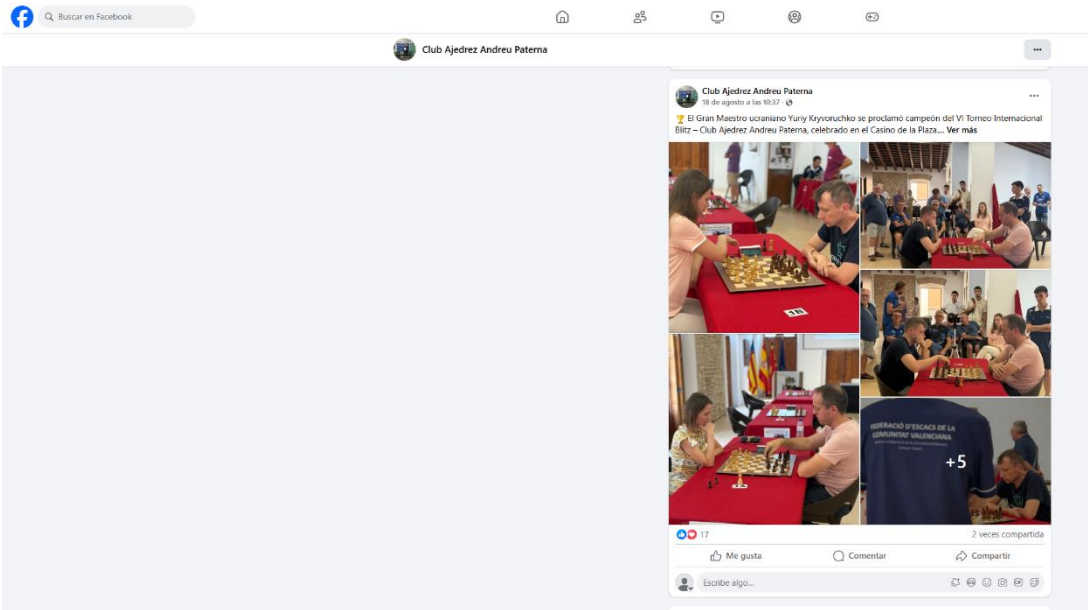 Buscar en Facebook
Club Ajedrez Andreu Paterna
Club Ajedrez Andreu Paterna
18 de agosto a las 10:37 ·
🏆 El Gran Maestro ucraniano Yuriy Kryvoruchko se proclamó campeón del VI Torneo Internacional
Blitz – Club Ajedrez Andreu Paterna, celebrado en el Casino de la Plaza... Ver más
1B
1A
FEDERACIÓ D'ESCACS DE LA
COMUNITAT VALENCIANA
+5
17
2 veces compartida
Me gusta
Comentar
Compartir
Escribe algo...